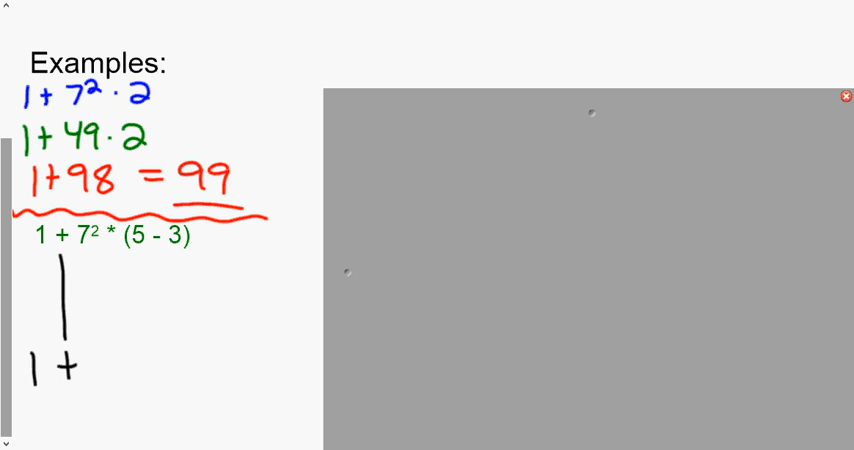 Examples:
1 + 7² · 2
1 + 49 · 2
1 + 98 = 99
1 + 7² * (5 - 3)
1 +